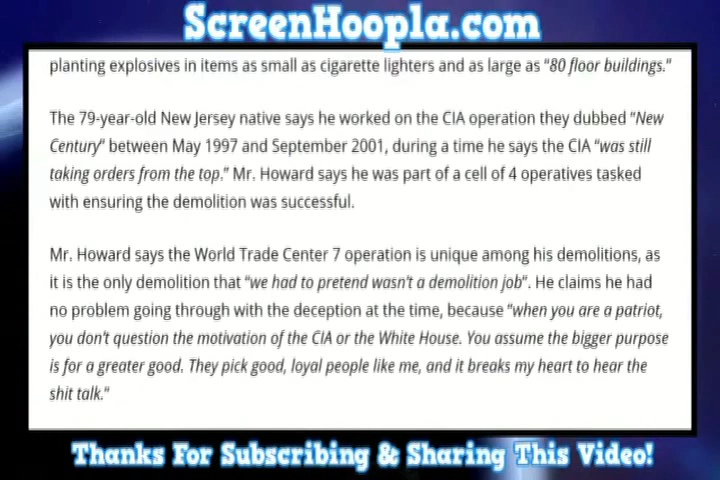 ScreenHoopla.com
planting explosives in items as small as cigarette lighters and as large as "80 floor buildings."
The 79-year-old New Jersey native says he worked on the CIA operation they dubbed "New
Century" between May 1997 and September 2001, during a time he says the CIA "was still
taking orders from the top." Mr. Howard says he was part of a cell of 4 operatives tasked
with ensuring the demolition was successful.
Mr. Howard says the World Trade Center 7 operation is unique among his demolitions, as
it is the only demolition that "we had to pretend wasn't a demolition job". He claims he had
no problem going through with the deception at the time, because "when you are a patriot,
you don't question the motivation of the CIA or the White House. You assume the bigger purpose
is for a greater good. They pick good, loyal people like me, and it breaks my heart to hear the
shit talk."
Thanks For Subscribing & Sharing This Video!